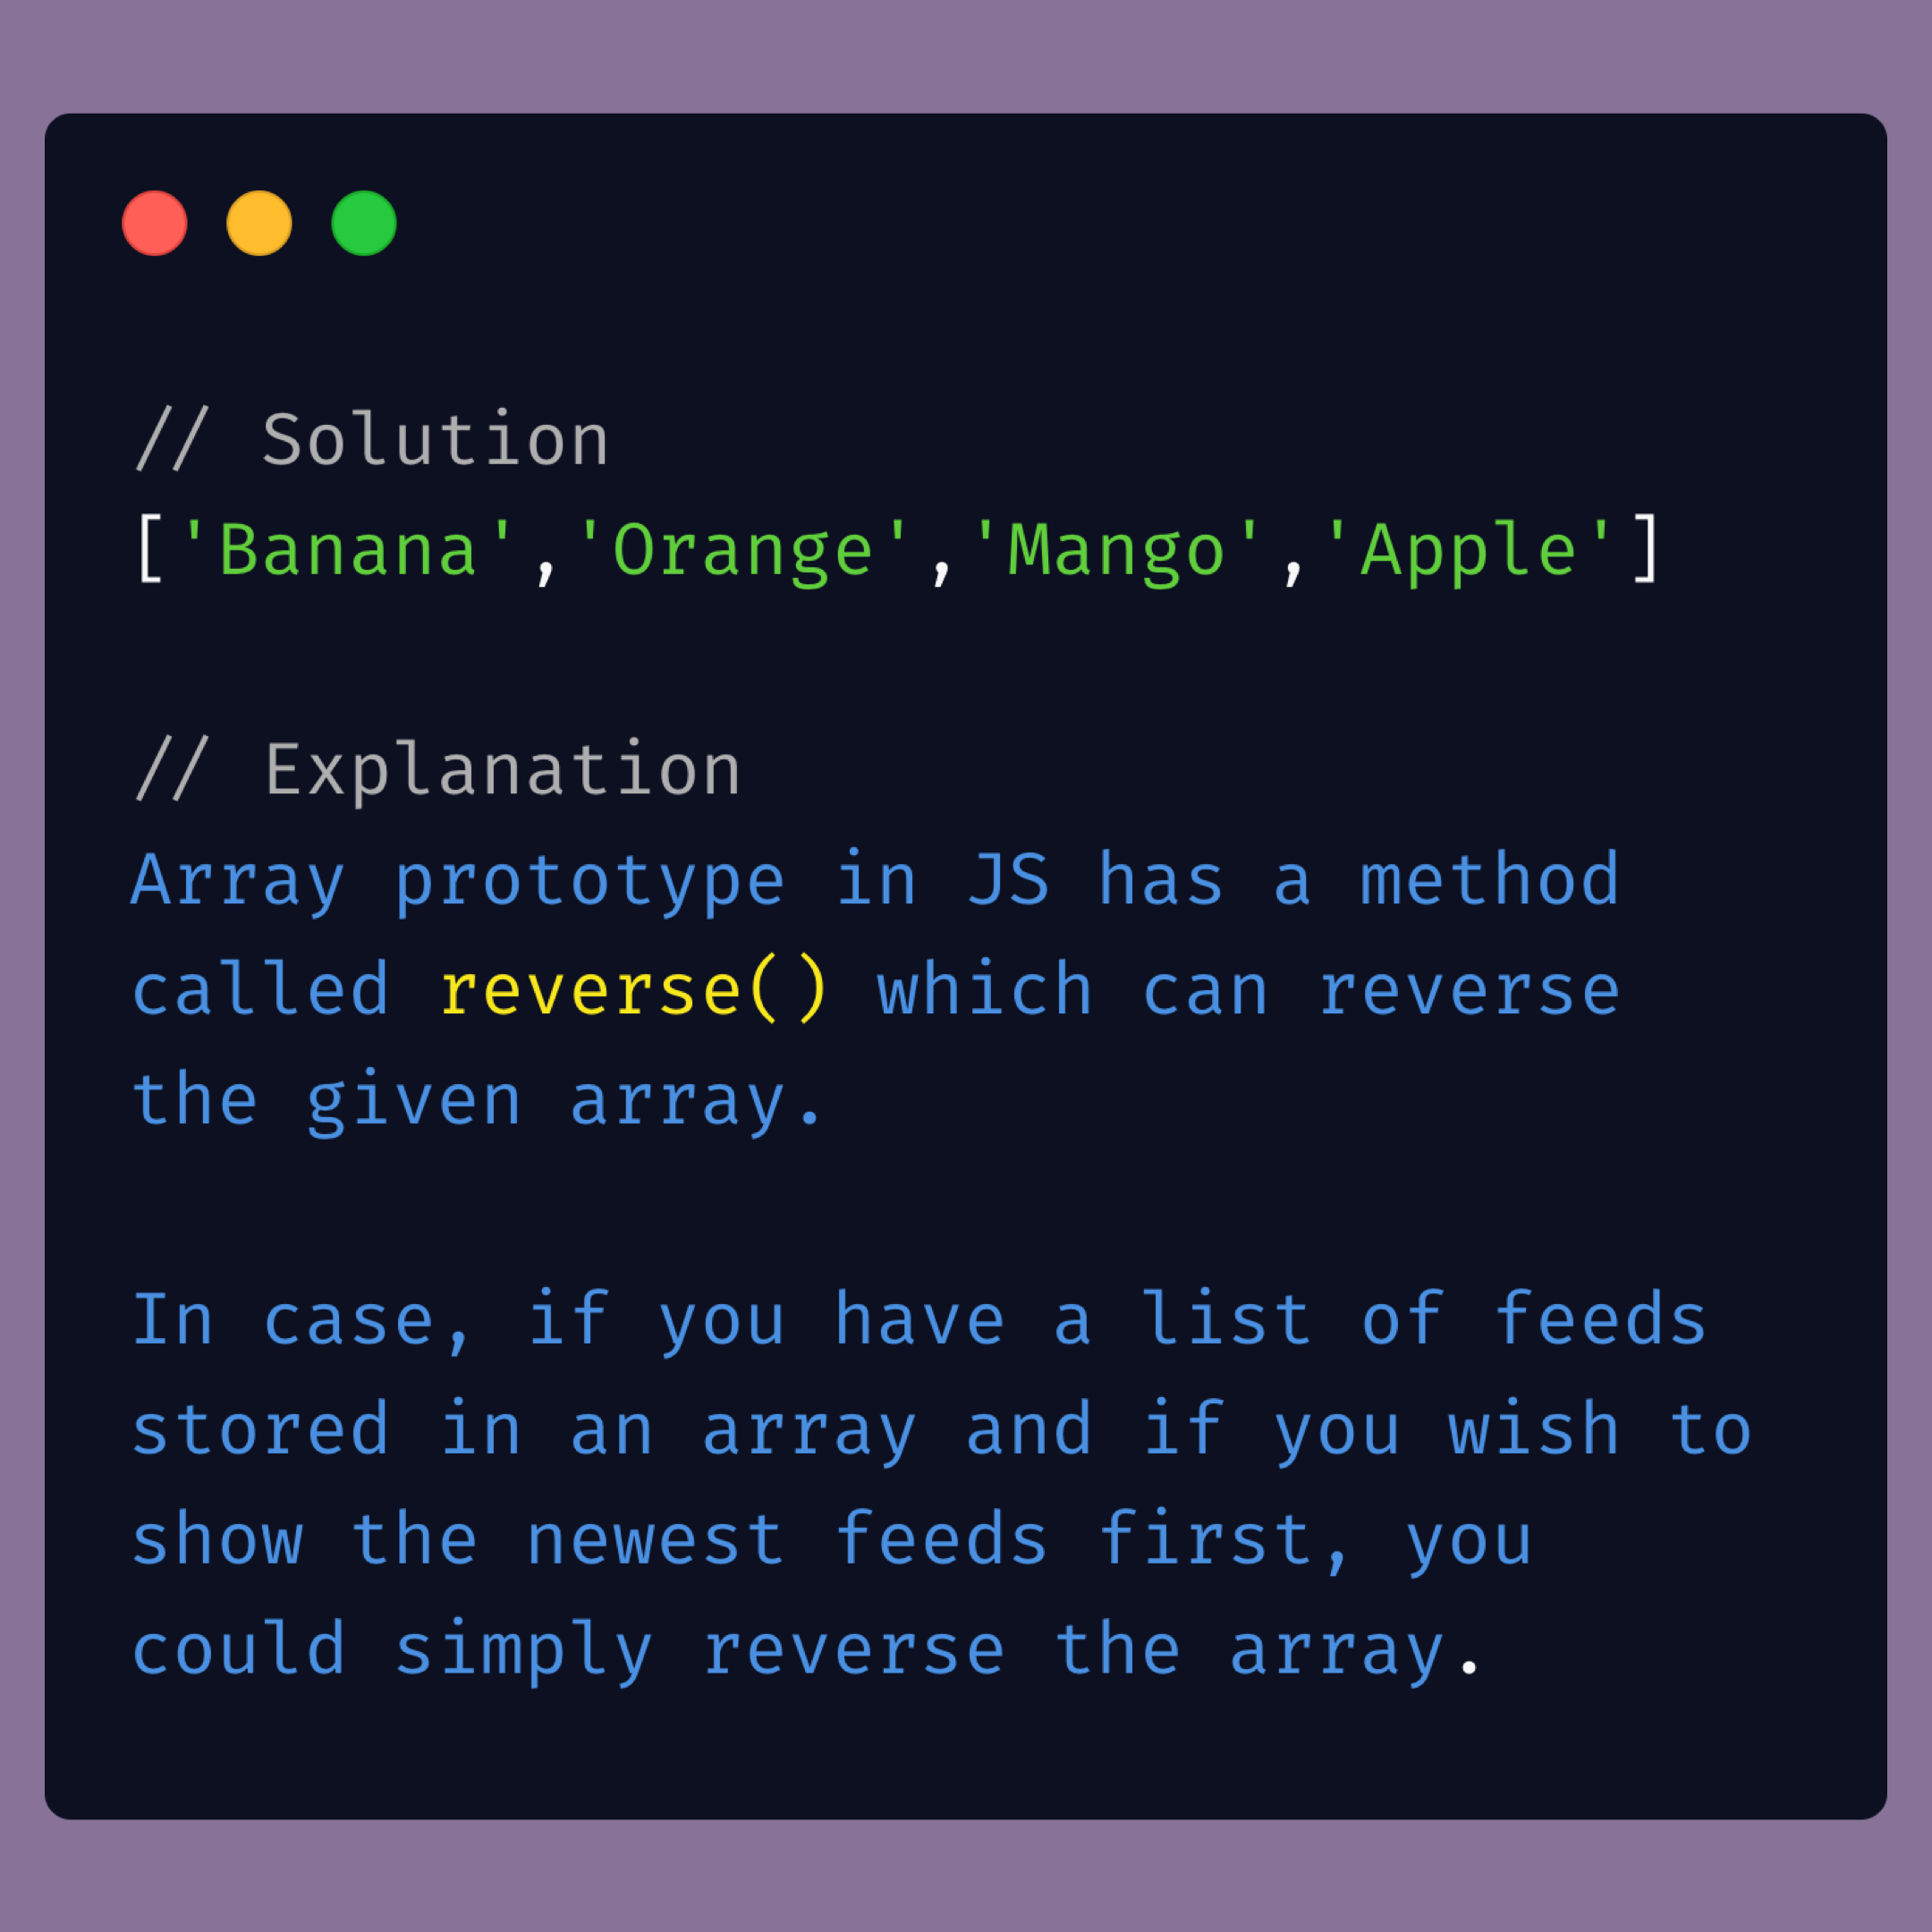 // Solution
['Banana','Orange','Mango','Apple']
// Explanation
Array prototype in JS has a method
called reverse() which can reverse
the given array.
In case, if you have a list of feeds
stored in an array and if you wish to
show the newest feeds first, you
could simply reverse the array.